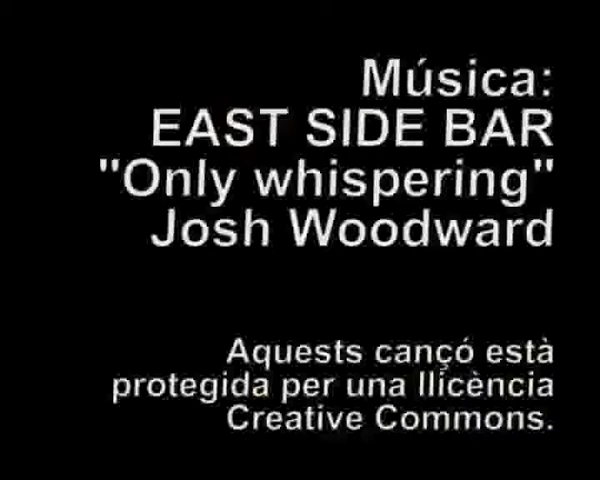 Música:
EAST SIDE BAR
"Only whispering"
Josh Woodward
Aquests cançó està
protegida per una llicència
Creative Commons.